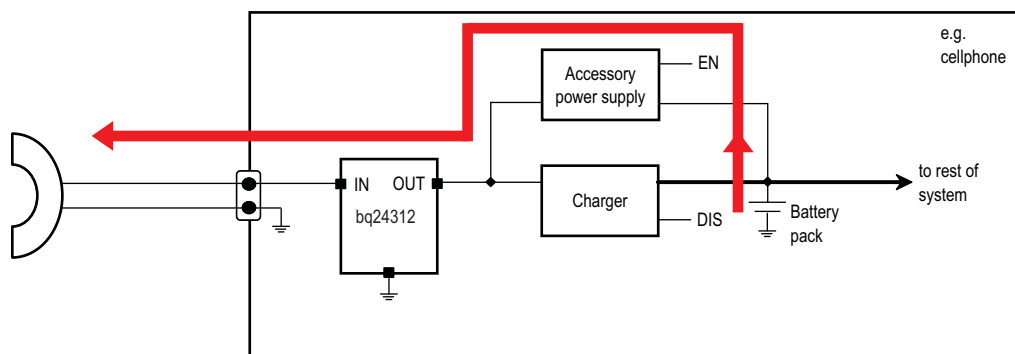 e.g.
cellphone
Accessory
power supply
EN
IN
OUT
bq24312
Charger
DIS
to rest of
system
Battery
pack